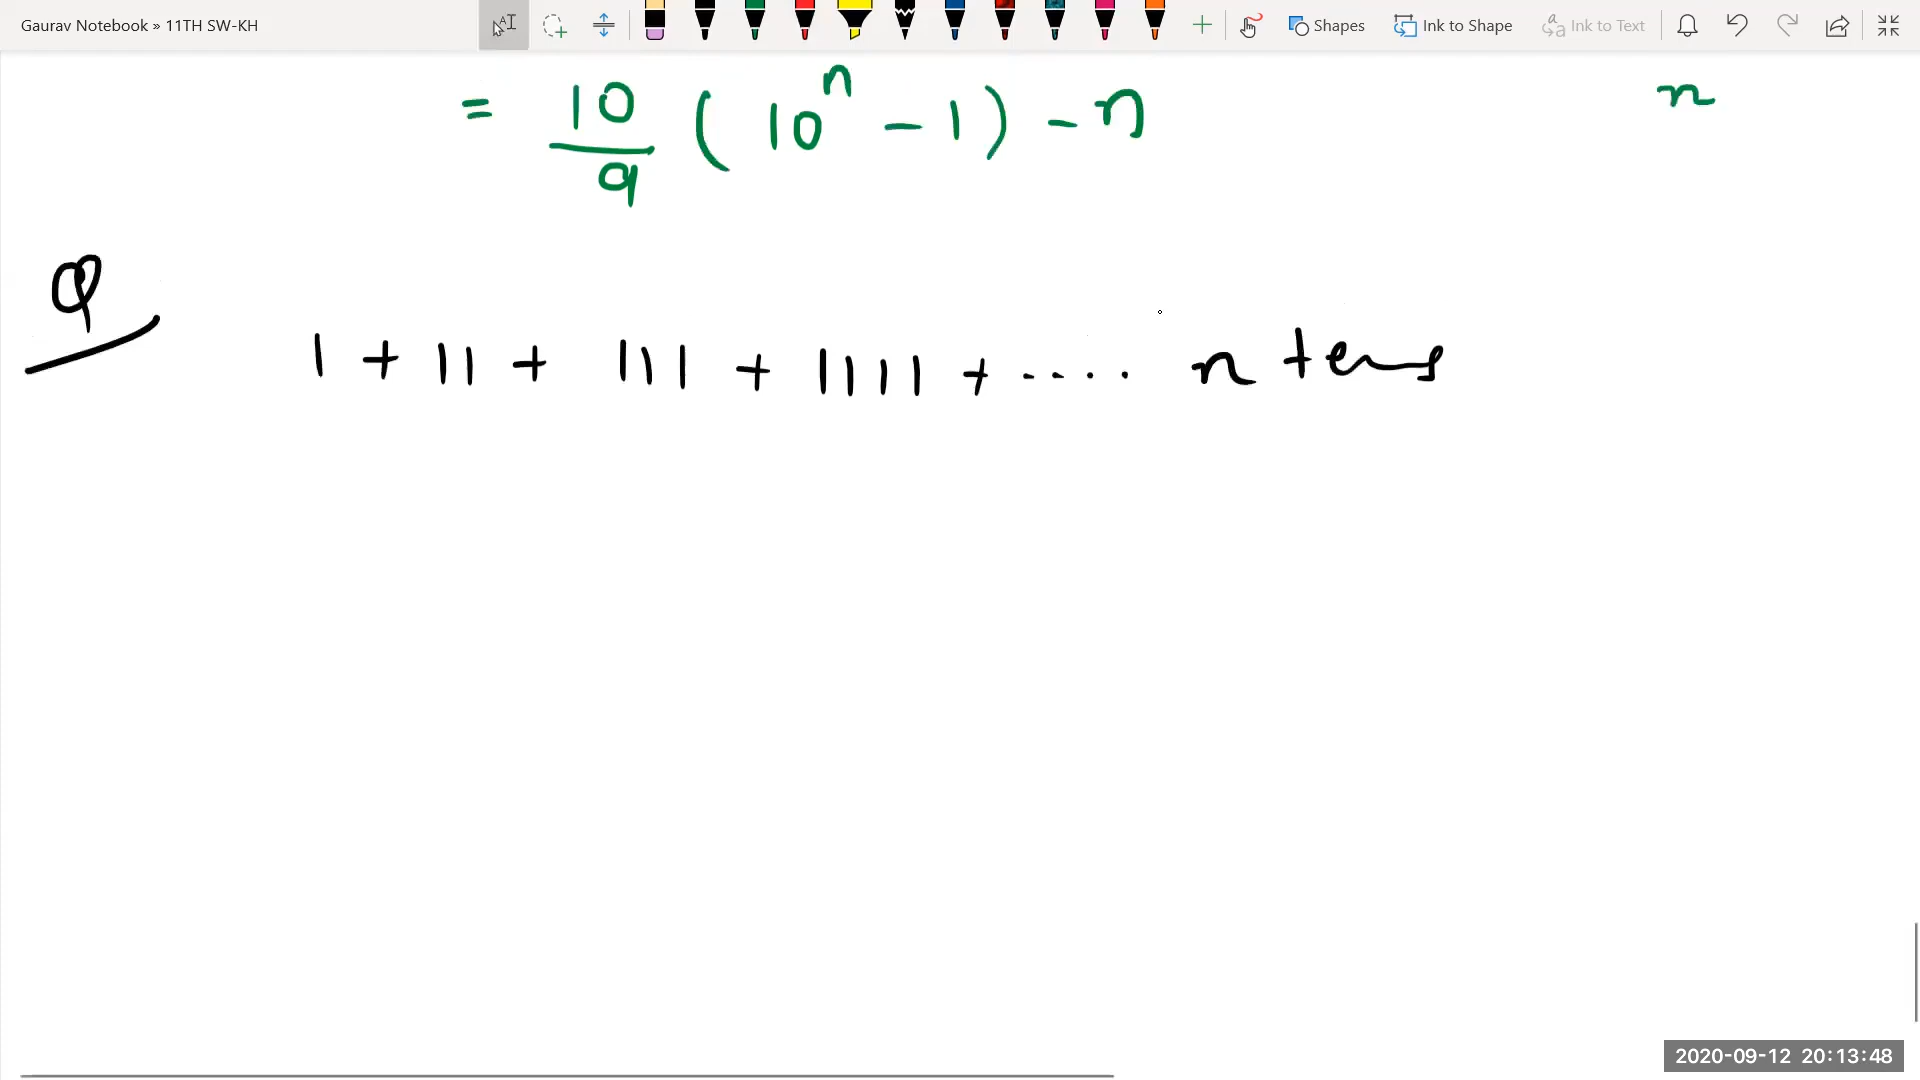 Gaurav Notebook » 11TH SW-KH
Shapes Ink to Shape Ink to Text
= 10/9 (10^n - 1) - n
n
Q
1 + 11 + 111 + 1111 + .... n terms
2020-09-12 20:13:48